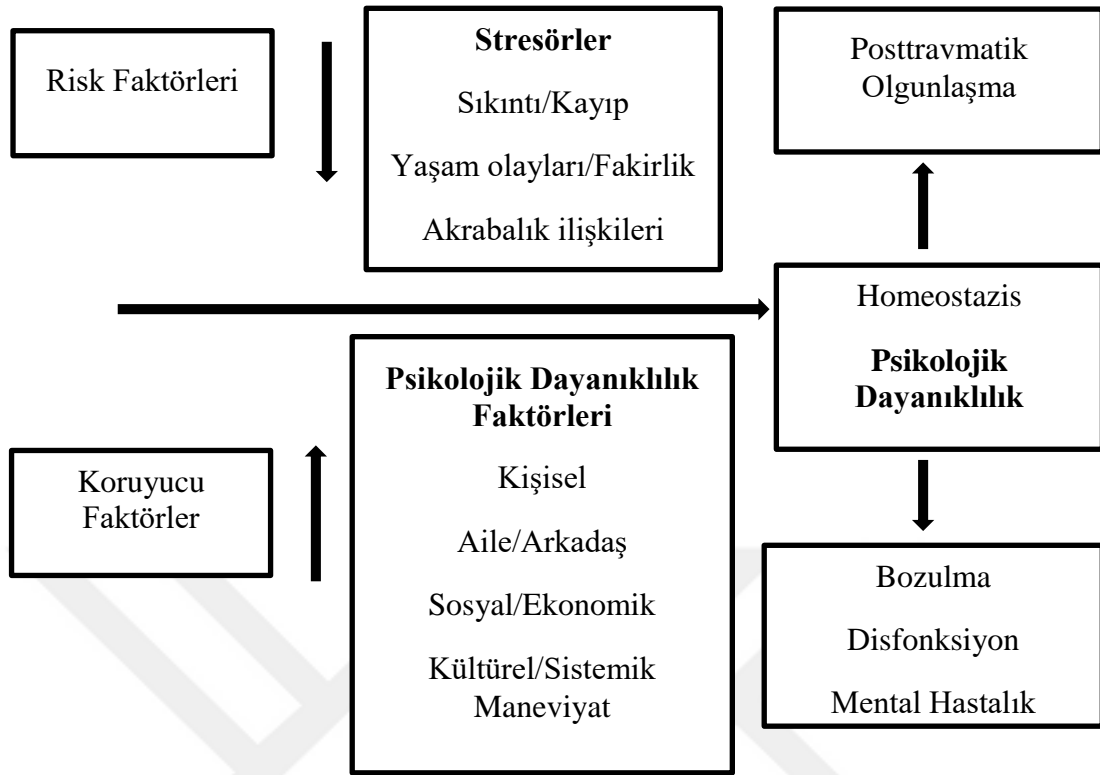 Risk Faktörleri
Stresörler
Sıkıntı/Kayıp
Yaşam olayları/Fakirlik
Akrabalık ilişkileri
Posttravmatik
Olgunlaşma
Homeostazis
Psikolojik
Dayanıklılık
Koruyucu
Faktörler
Psikolojik Dayanıklılık
Faktörleri
Kişisel
Aile/Arkadaş
Sosyal/Ekonomik
Kültürel/Sistemik
Maneviyat
Bozulma
Disfonksiyon
Mental Hastalık